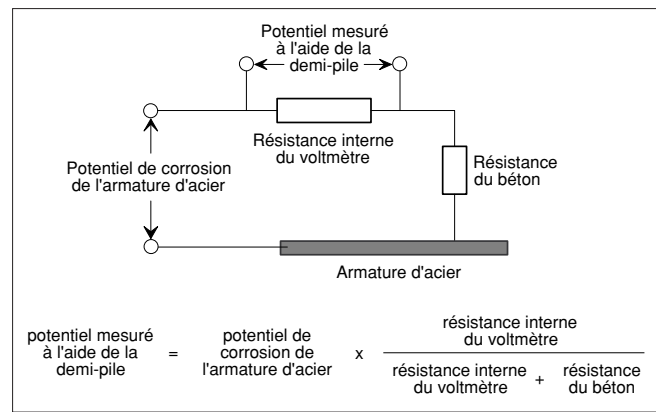 Potentiel mesuré
à l'aide de la
demi-pile
Résistance interne
du voltmètre
Potentiel de corrosion
de l'armature d'acier
Résistance
du béton
Armature d'acier
potentiel mesuré
à l'aide de la
demi-pile
=
potentiel de
corrosion de
l'armature d'acier
x
résistance interne
du voltmètre
résistance interne
du voltmètre
+
résistance
du béton